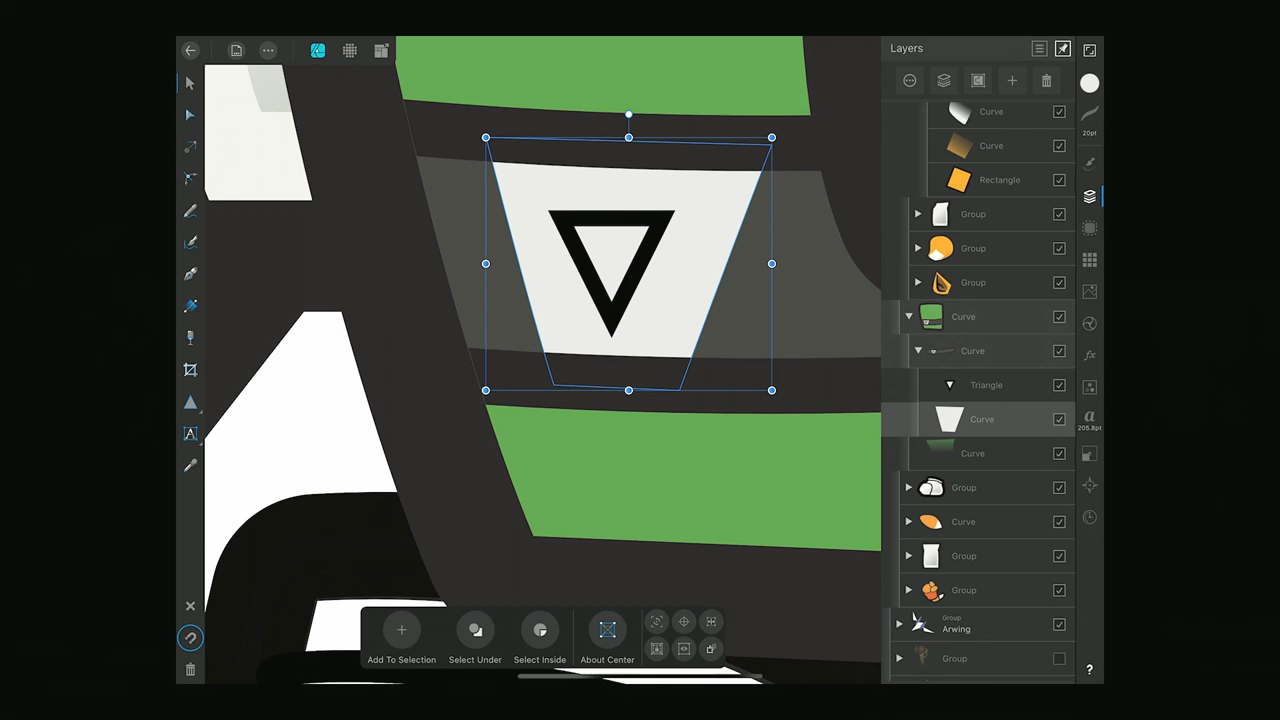 Layers
Curve
20pt
Curve
Rectangle
Group
Group
Group
Curve
Curve
Triangle
Curve
a
205.8pt
Curve
Group
Curve
Group
Group
Group
Arwing
Group
Add To Selection
Select Under
Select Inside
About Center
A
fx
?